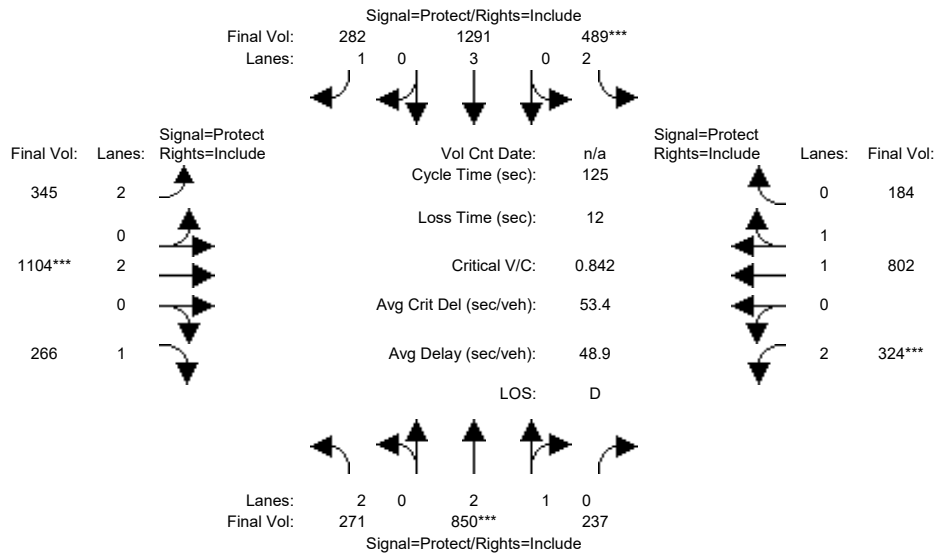 Signal=Protect/Rights=Include
Final Vol: 282 1291 489***
Lanes: 1 0 3 0 2
Signal=Protect
Final Vol: Lanes: Rights=Include
Vol Cnt Date: n/a
Signal=Protect
Rights=Include Lanes: Final Vol:
Cycle Time (sec): 125
345 2
0 184
Loss Time (sec): 12
0
1
1104*** 2
Critical V/C: 0.842
1 802
0
Avg Crit Del (sec/veh): 53.4
0
266 1
Avg Delay (sec/veh): 48.9
2 324***
LOS: D
Lanes: 2 0 2 1 0
Final Vol: 271 850*** 237
Signal=Protect/Rights=Include